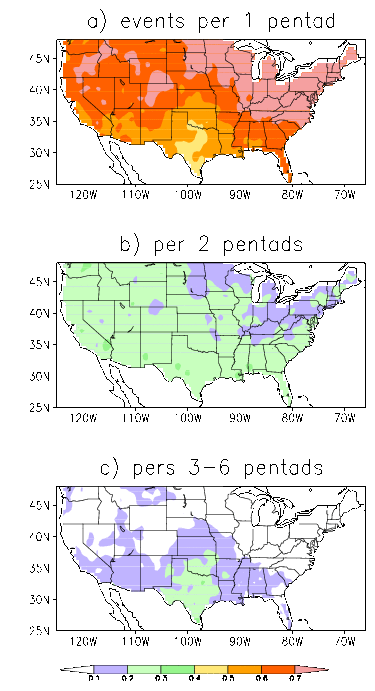 a) events per 1 pentad
45N
40N
35N
30N
25N
120W 110W 100W 90W 80W 70W
b) per 2 pentads
45N
40N
35N
30N
25N
120W 110W 100W 90W 80W 70W
c) pers 3-6 pentads
45N
40N
35N
30N
25N
120W 110W 100W 90W 80W 70W
0.1 0.2 0.3 0.4 0.5 0.6 0.7